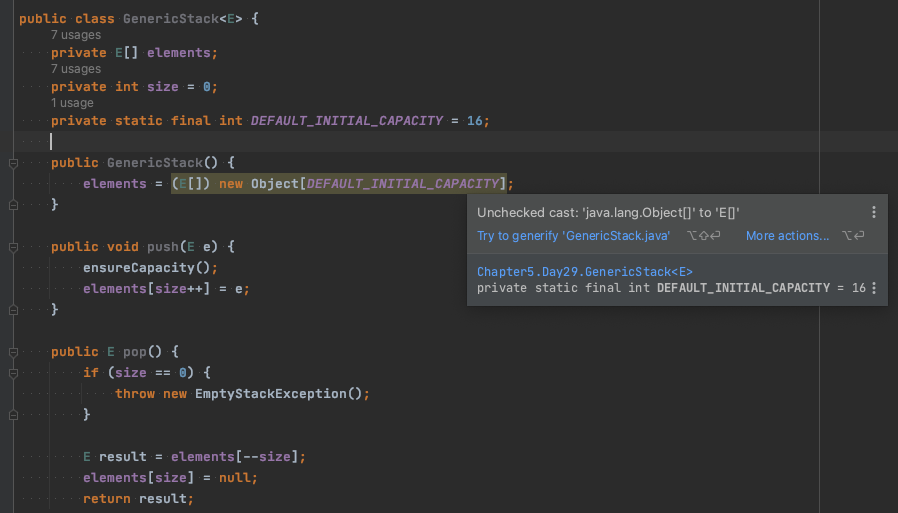 public class GenericStack<E> {
7 usages
private E[] elements;
7 usages
private int size = 0;
1 usage
private static final int DEFAULT_INITIAL_CAPACITY = 16;
public GenericStack() {
elements = (E[]) new Object[DEFAULT_INITIAL_CAPACITY];
}
Unchecked cast: 'java.lang.Object[]' to 'E[]'
Try to generify 'GenericStack.java' ⌥⇧⏎ More actions... ⌥⏎
Chapter5.Day29.GenericStack<E>
private static final int DEFAULT_INITIAL_CAPACITY = 16
public void push(E e) {
ensureCapacity();
elements[size++] = e;
}
public E pop() {
if (size == 0) {
throw new EmptyStackException();
}
E result = elements[--size];
elements[size] = null;
return result;